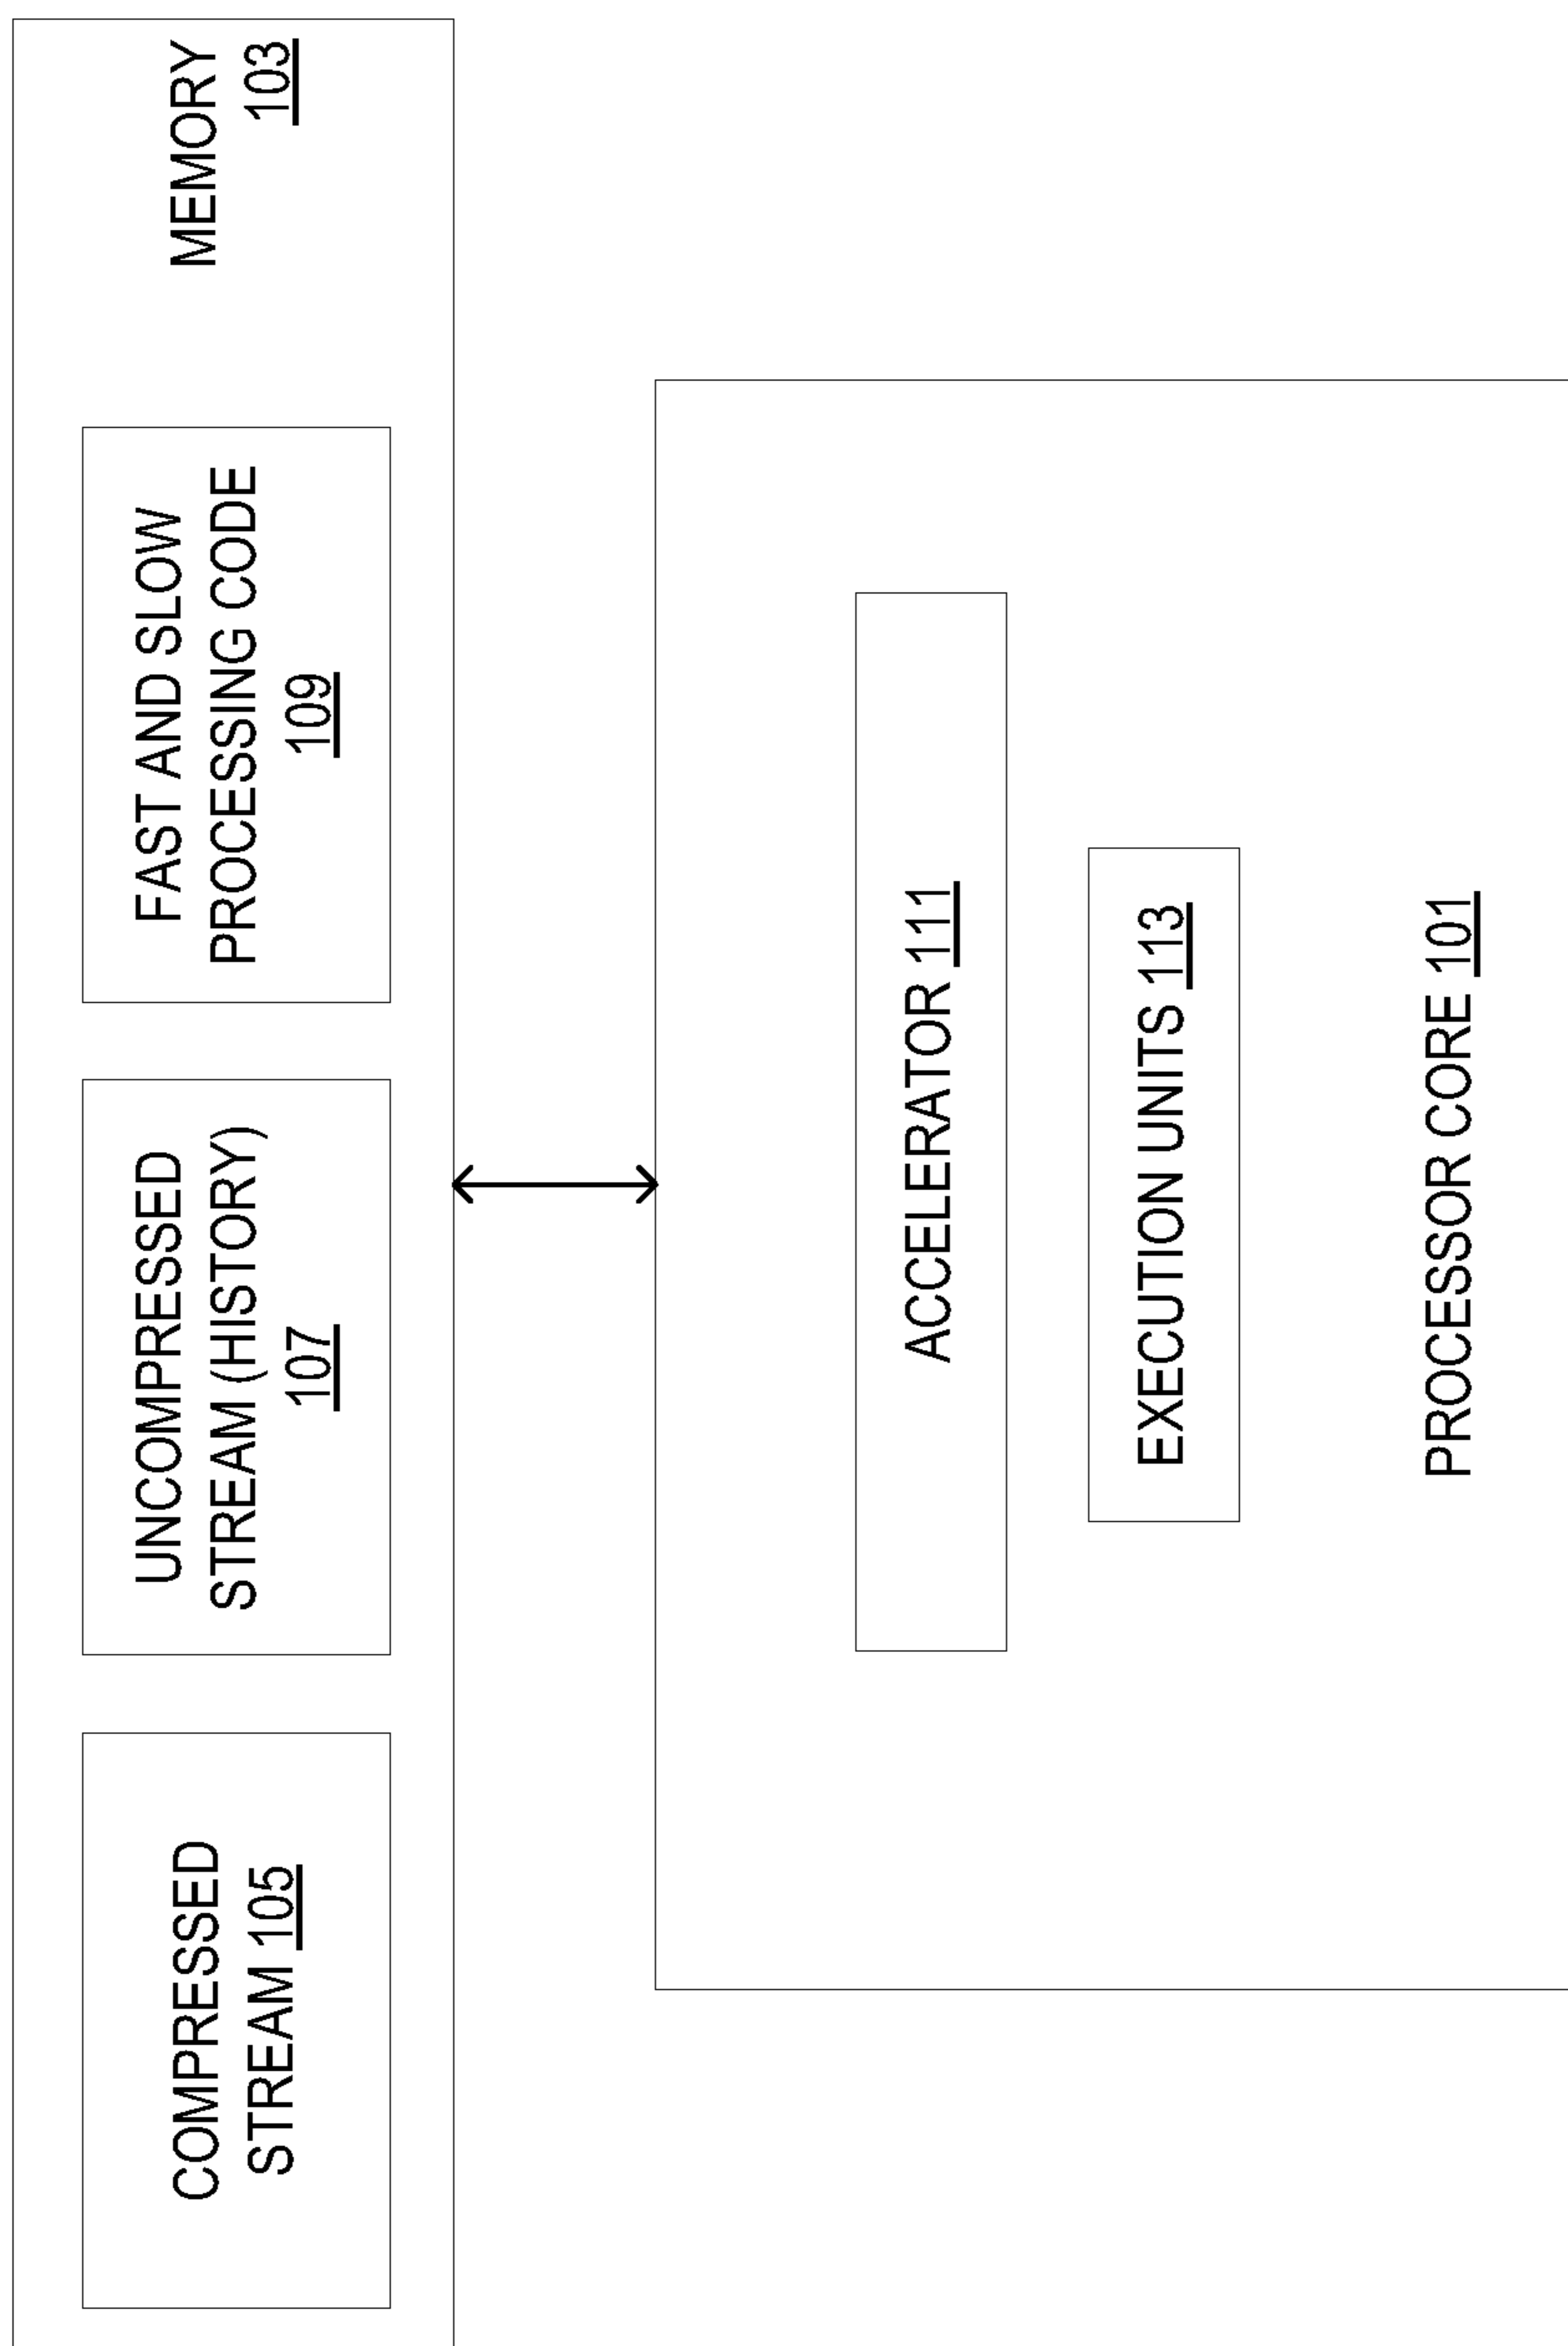 COMPRESSED
STREAM 105
UNCOMPRESSED
STREAM (HISTORY)
107
FAST AND SLOW
PROCESSING CODE
109
MEMORY
103
ACCELERATOR 111
EXECUTION UNITS 113
PROCESSOR CORE 101